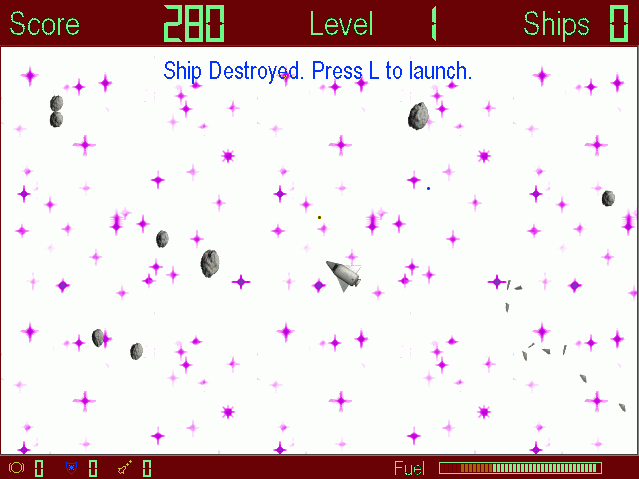 Score 280 Level 1 Ships 0
Ship Destroyed. Press L to launch.
0 0 0 Fuel